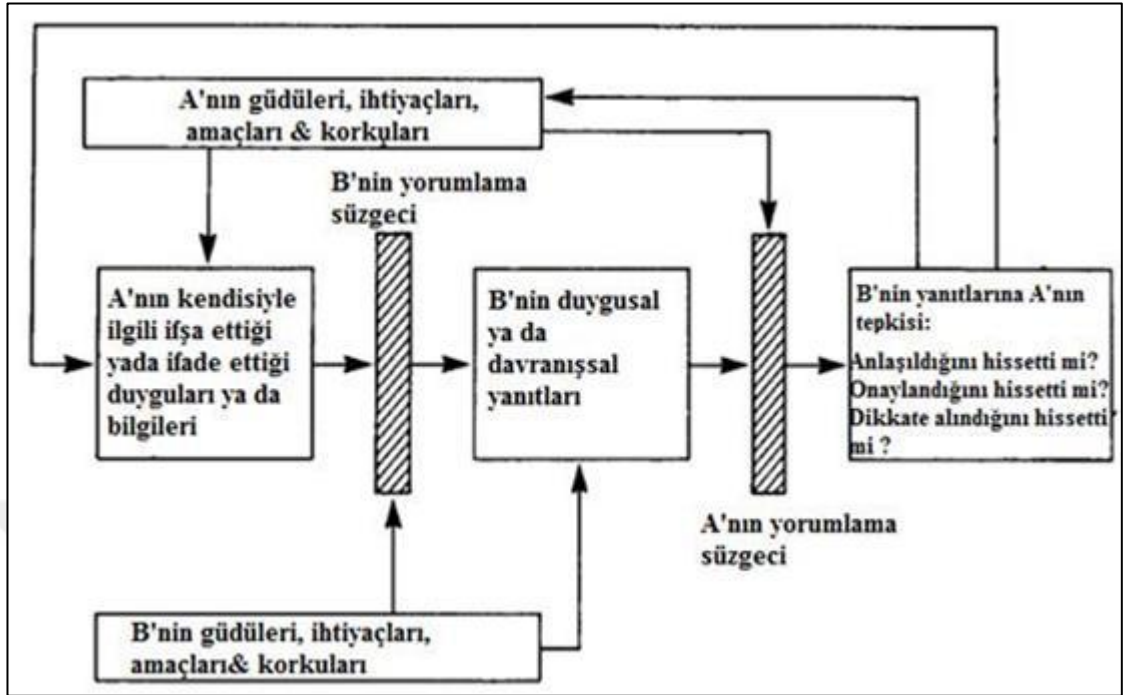 A'nın güdüleri, ihtiyaçları,
amaçları & korkuları
B'nin yorumlama
süzgeci
A'nın kendisiyle
ilgili ifşa ettiği
yada ifade ettiği
duyguları ya da
bilgileri
B'nin duygusal
ya da
davranışsal
yanıtları
B'nin yanıtlarına A'nın
tepkisi:
Anlaşıldığını hissetti mi?
Onaylandığını hissetti mi?
Dikkate alındığını hissetti
mi ?
A'nın yorumlama
süzgeci
B'nin güdüleri, ihtiyaçları,
amaçları& korkuları